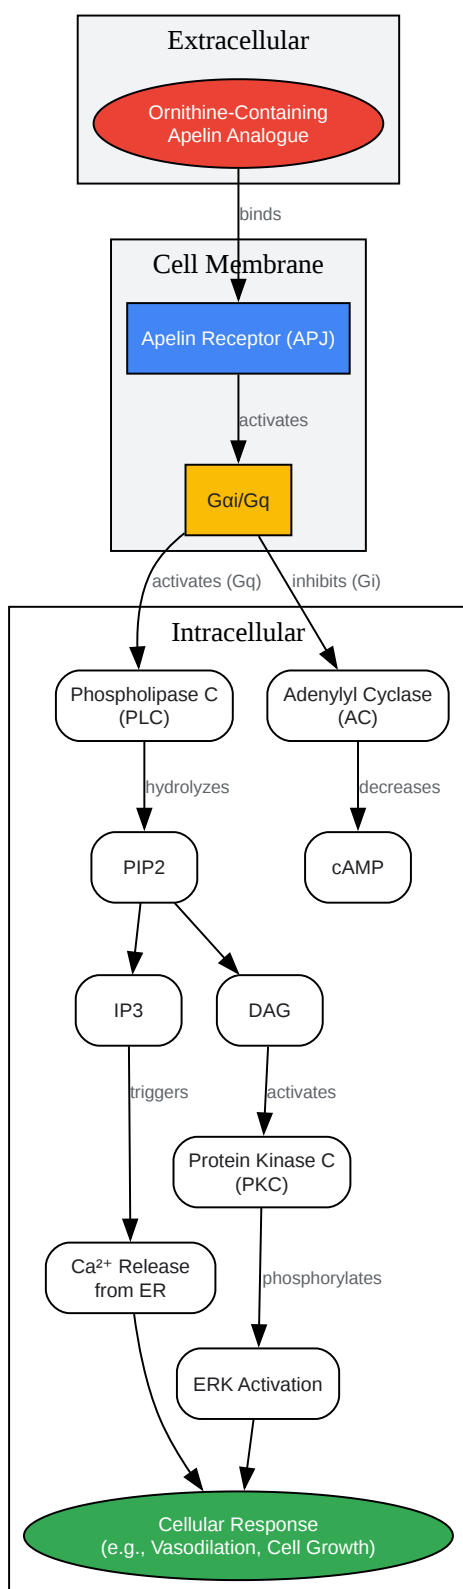 Extracellular
Ornithine-Containing
Apelin Analogue
binds
Cell Membrane
Apelin Receptor (APJ)
activates
Gαi/Gq
activates (Gq)
inhibits (Gi)
Intracellular
Phospholipase C
(PLC)
Adenylyl Cyclase
(AC)
hydrolyzes
decreases
PIP2
cAMP
IP3
DAG
triggers
activates
Protein Kinase C
(PKC)
Ca²⁺ Release
from ER
phosphorylates
ERK Activation
Cellular Response
(e.g., Vasodilation, Cell Growth)